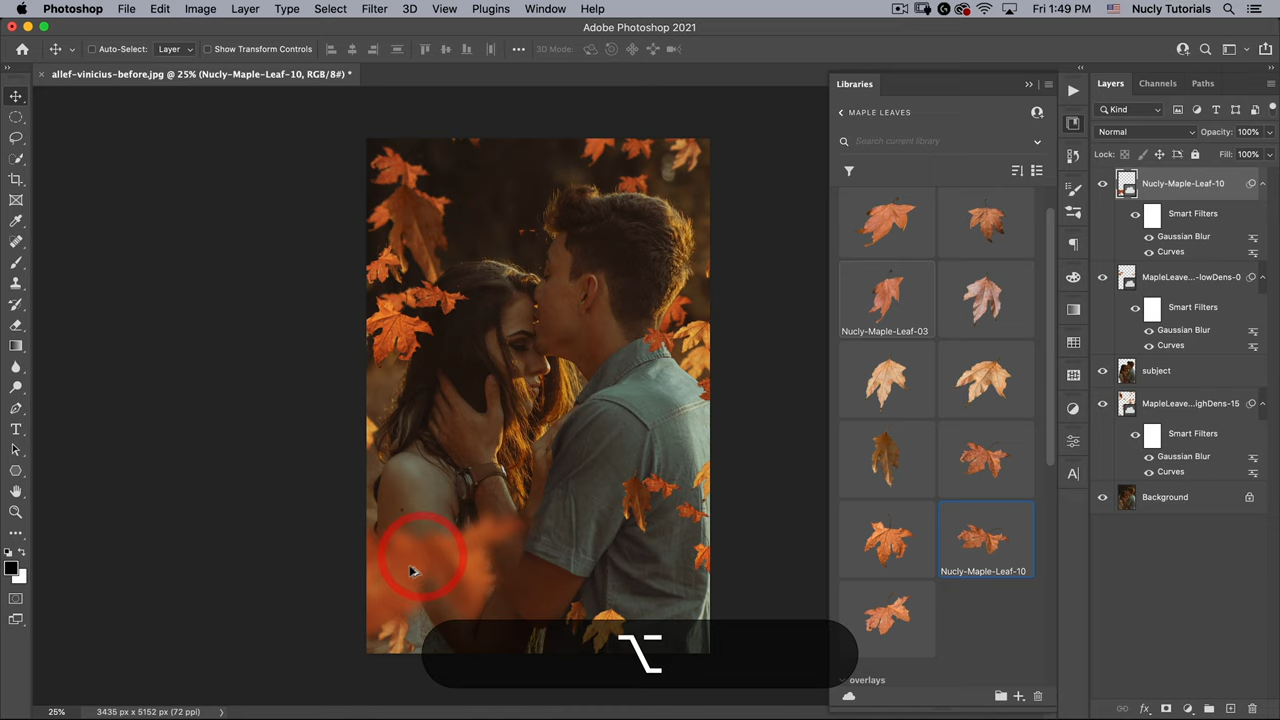 Photoshop File Edit Image Layer Type Select Filter 3D View Plugins Window Help Fri 1:49 PM Nucly Tutorials
Adobe Photoshop 2021
Auto-Select: Layer Show Transform Controls 3D Mode:
allef-vinicius-before.jpg @ 25% (Nucly-Maple-Leaf-10, RGB/8#) *
Libraries
MAPLE LEAVES
Search current library
Nucly-Maple-Leaf-03
Nucly-Maple-Leaf-10
overlays
Layers Channels Paths
Kind
Normal Opacity: 100%
Lock: Fill: 100%
Nucly-Maple-Leaf-10
Smart Filters
Gaussian Blur
Curves
MapleLeave...-lowDens-0
Smart Filters
Gaussian Blur
Curves
subject
MapleLeave...ighDens-15
Smart Filters
Gaussian Blur
Curves
Background
⌥
25% 3435 px x 5152 px (72 ppi)